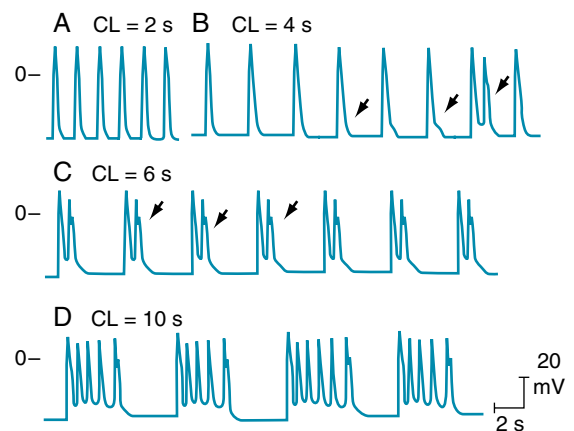 A CL = 2 s B CL = 4 s
0–
C CL = 6 s
0–
D CL = 10 s
0–
20
mV
2 s